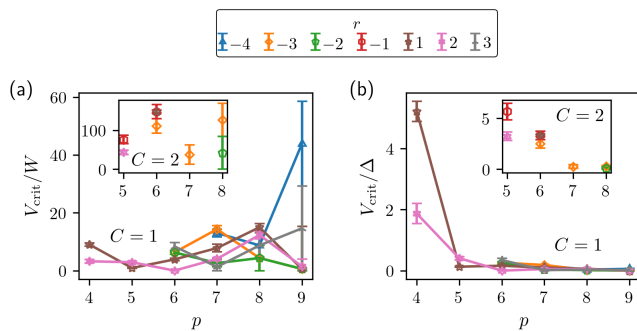 r
−4 −3 −2 −1 1 2 3
(a)
V_crit/W
60
40
20
0
100
0
5 6 7 8
C = 2
C = 1
4 5 6 7 8 9
p
(b)
V_crit/Δ
4
2
0
5
0
5 6 7 8
C = 2
C = 1
4 5 6 7 8 9
p